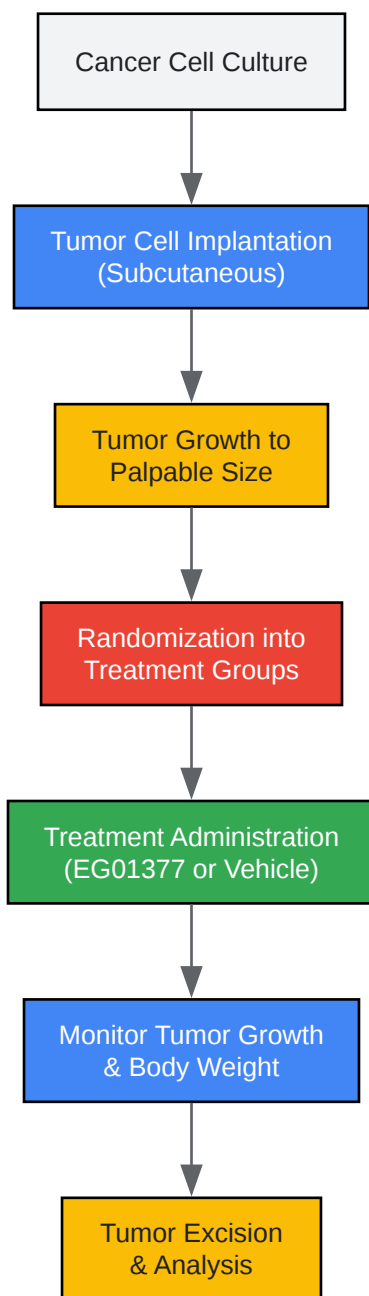 Cancer Cell Culture
Tumor Cell Implantation
(Subcutaneous)
Tumor Growth to
Palpable Size
Randomization into
Treatment Groups
Treatment Administration
(EG01377 or Vehicle)
Monitor Tumor Growth
& Body Weight
Tumor Excision
& Analysis